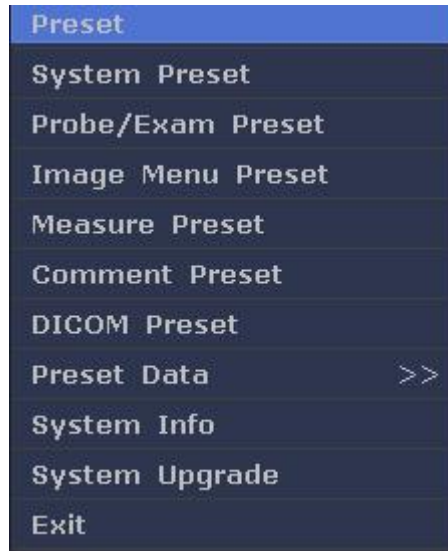 Preset
System Preset
Probe/Exam Preset
Image Menu Preset
Measure Preset
Comment Preset
DICOM Preset
Preset Data >>
System Info
System Upgrade
Exit